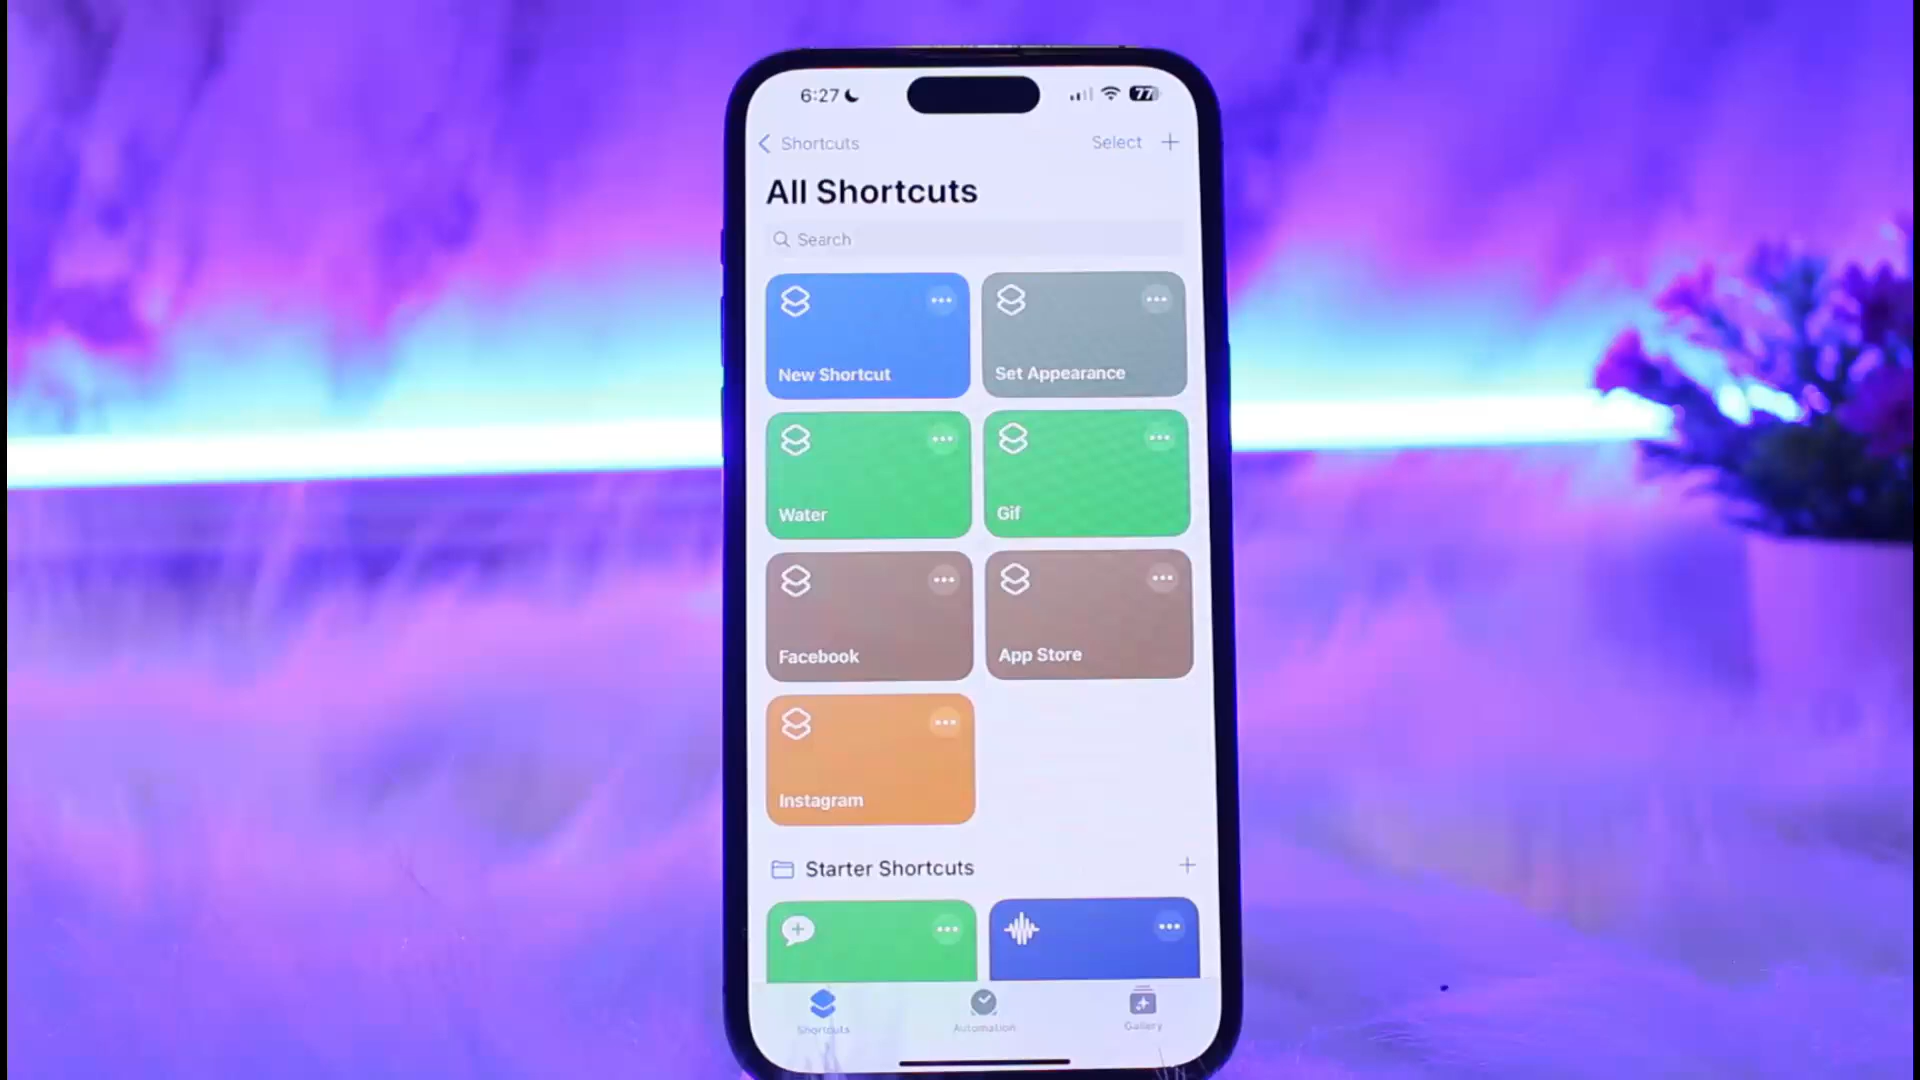 6:27
77
Shortcuts
Select
All Shortcuts
Search
New Shortcut
Set Appearance
Water
Gif
Facebook
App Store
Instagram
Starter Shortcuts
Shortcuts
Automation
Gallery